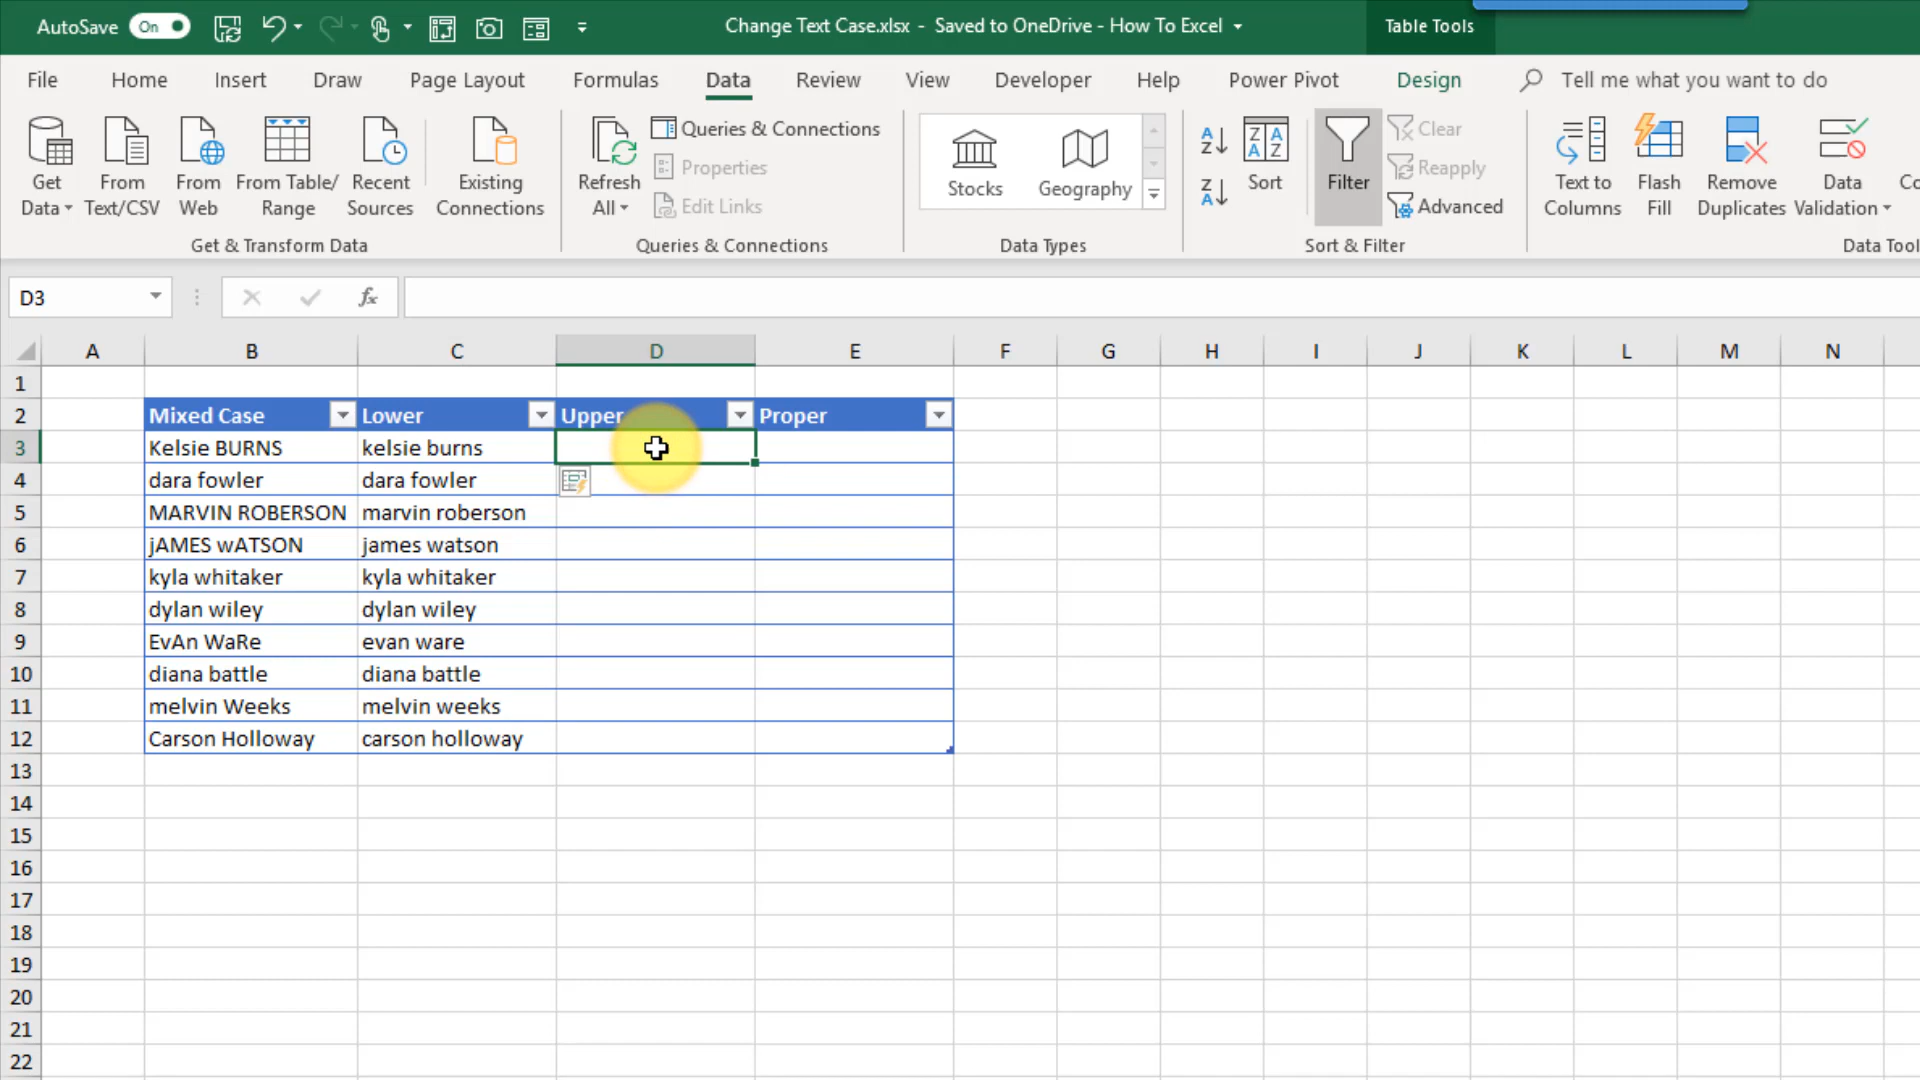 AutoSave On Change Text Case.xlsx - Saved to OneDrive - How To Excel Table Tools
File Home Insert Draw Page Layout Formulas Data Review View Developer Help Power Pivot Design Tell me what you want to do
Get Data
From Text/CSV
From Web
From Table/ Range
Recent Sources
Existing Connections
Get & Transform Data
Refresh All
Queries & Connections
Properties
Edit Links
Queries & Connections
Stocks
Geography
Data Types
Sort
Filter
Clear
Reapply
Advanced
Sort & Filter
Text to Columns
Flash Fill
Remove Duplicates
Data Validation
Co
Data Tool
D3 fx
A B C D E F G H I J K L M N
1
2 Mixed Case Lower Upper Proper
3 Kelsie BURNS kelsie burns
4 dara fowler dara fowler
5 MARVIN ROBERSON marvin roberson
6 jAMES wATSON james watson
7 kyla whitaker kyla whitaker
8 dylan wiley dylan wiley
9 EvAn WaRe evan ware
10 diana battle diana battle
11 melvin Weeks melvin weeks
12 Carson Holloway carson holloway
13
14
15
16
17
18
19
20
21
22